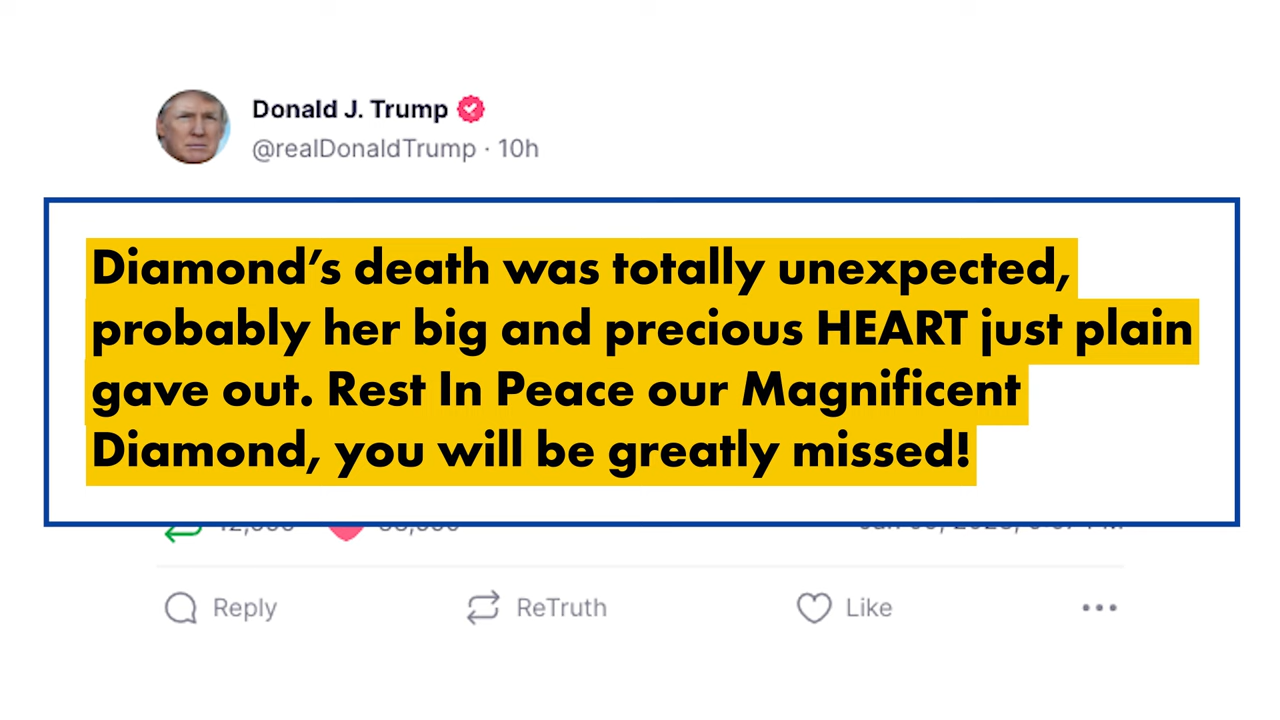 Donald J. Trump
@realDonaldTrump · 10h
Diamond’s death was totally unexpected,
probably her big and precious HEART just plain
gave out. Rest In Peace our Magnificent
Diamond, you will be greatly missed!
Reply ReTruth Like